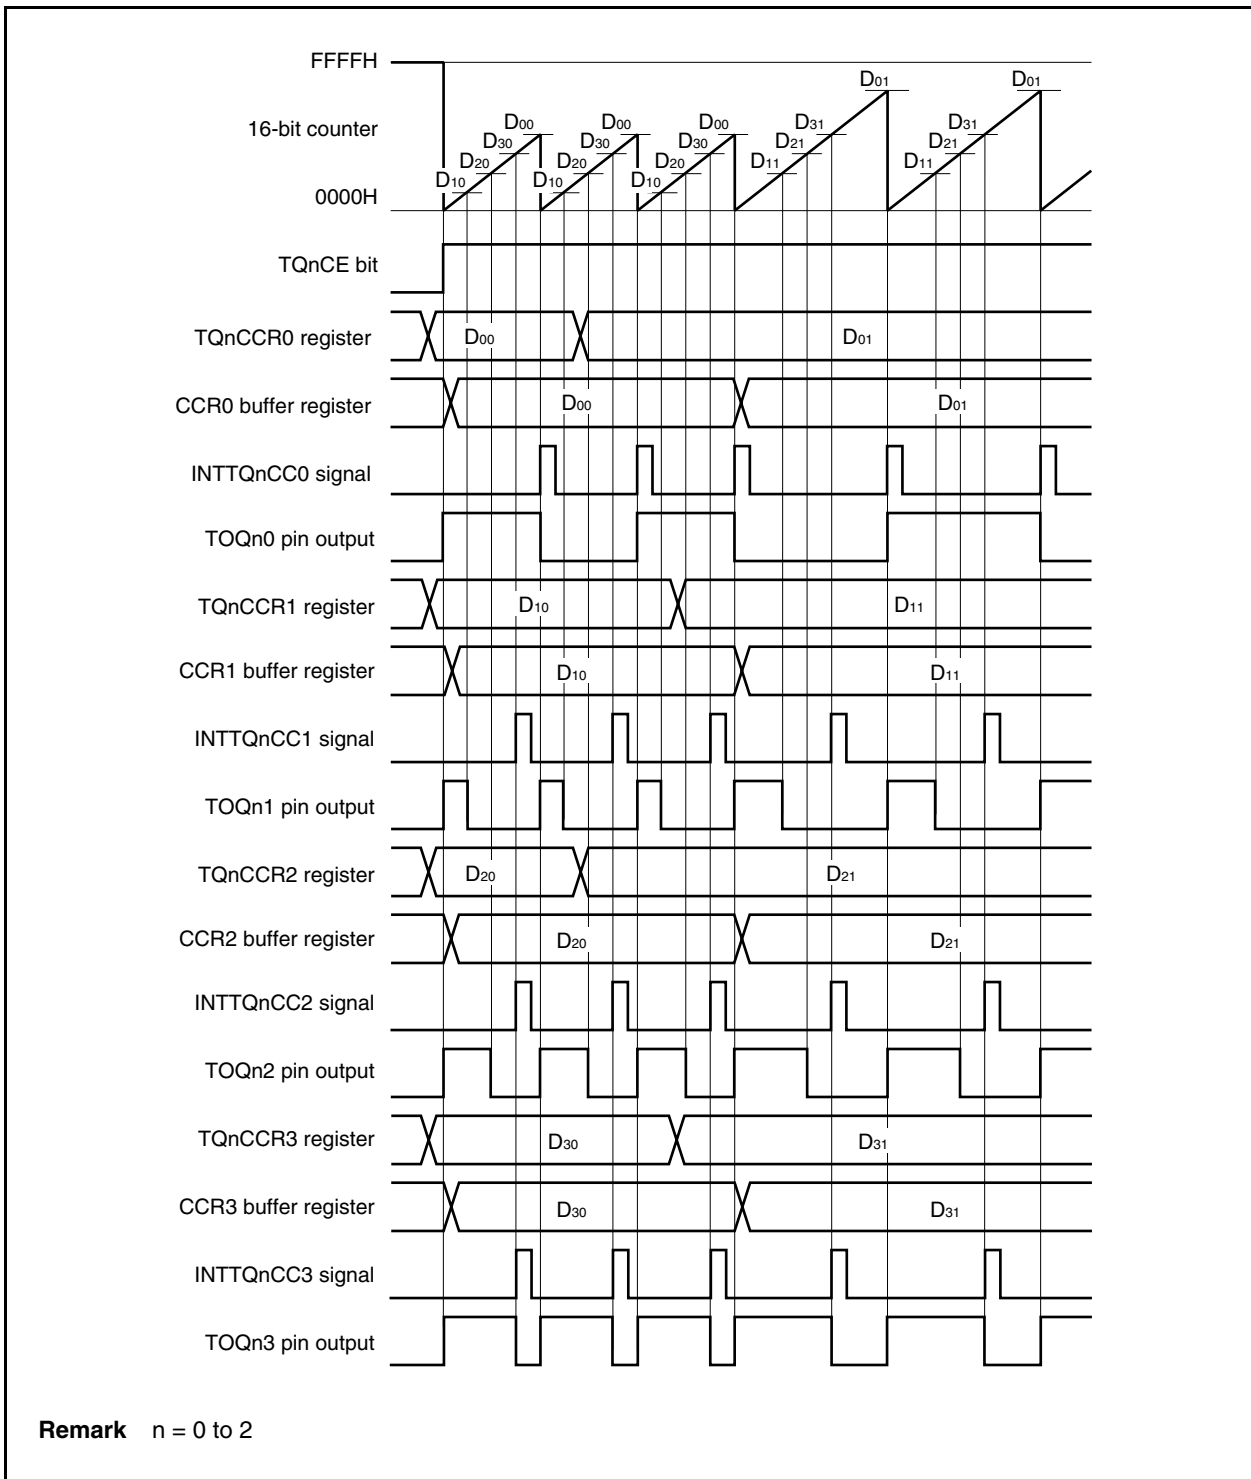 FFFFH
16-bit counter
0000H
D00 D00 D00 D01 D01
D30 D30 D30 D31 D31
D20 D20 D20 D21 D21
D10 D10 D10 D11 D11
TQnCE bit
TQnCCR0 register D00 D01
CCR0 buffer register D00 D01
INTTQnCC0 signal
TOQn0 pin output
TQnCCR1 register D10 D11
CCR1 buffer register D10 D11
INTTQnCC1 signal
TOQn1 pin output
TQnCCR2 register D20 D21
CCR2 buffer register D20 D21
INTTQnCC2 signal
TOQn2 pin output
TQnCCR3 register D30 D31
CCR3 buffer register D30 D31
INTTQnCC3 signal
TOQn3 pin output
Remark n = 0 to 2